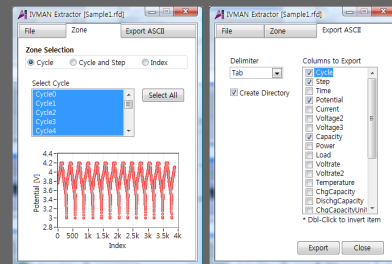 IVMAN Extractor [Sample1.rfd]
File
Zone
Export ASCII
Zone Selection
Cycle
Cycle and Step
Index
Select Cycle
Cycle0
Cycle1
Cycle2
Cycle3
Cycle4
Select All
Potential [V]
4.4
4.2
4
3.8
3.6
3.4
3.2
3
2.8
0 500 1k 1.5k 2k 2.5k 3k 3.5k 4k
Index
IVMAN Extractor [Sample1.rfd]
File
Zone
Export ASCII
Delimiter
Tab
Create Directory
Columns to Export
Cycle
Step
Time
Potential
Current
Voltage2
Voltage3
Capacity
Power
Load
Voltrate
Voltrate2
Temperature
ChgCapacity
DischgCapacity
ChgCapacityUnit
* Dbl-Click to invert item
Export
Close